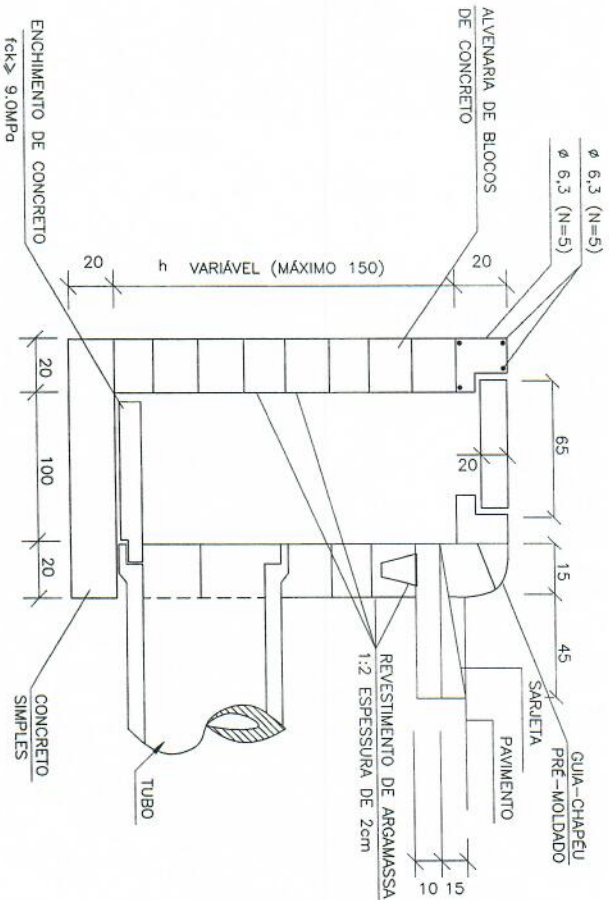 ø 6,3 (N=5)
ø 6,3 (N=5)
ALVENARIA DE BLOCOS
DE CONCRETO
ENCHIMENTO DE CONCRETO
fck≥ 9.0MPa
20
h VARIÁVEL (MÁXIMO 150)
20
20
100
20
65
20
15
45
GUIA-CHAPÉU
PRÉ-MOLDADO
SARJETA
PAVIMENTO
10
15
REVESTIMENTO DE ARGAMASSA
1:2 ESPESSURA DE 2cm
TUBO
CONCRETO
SIMPLES